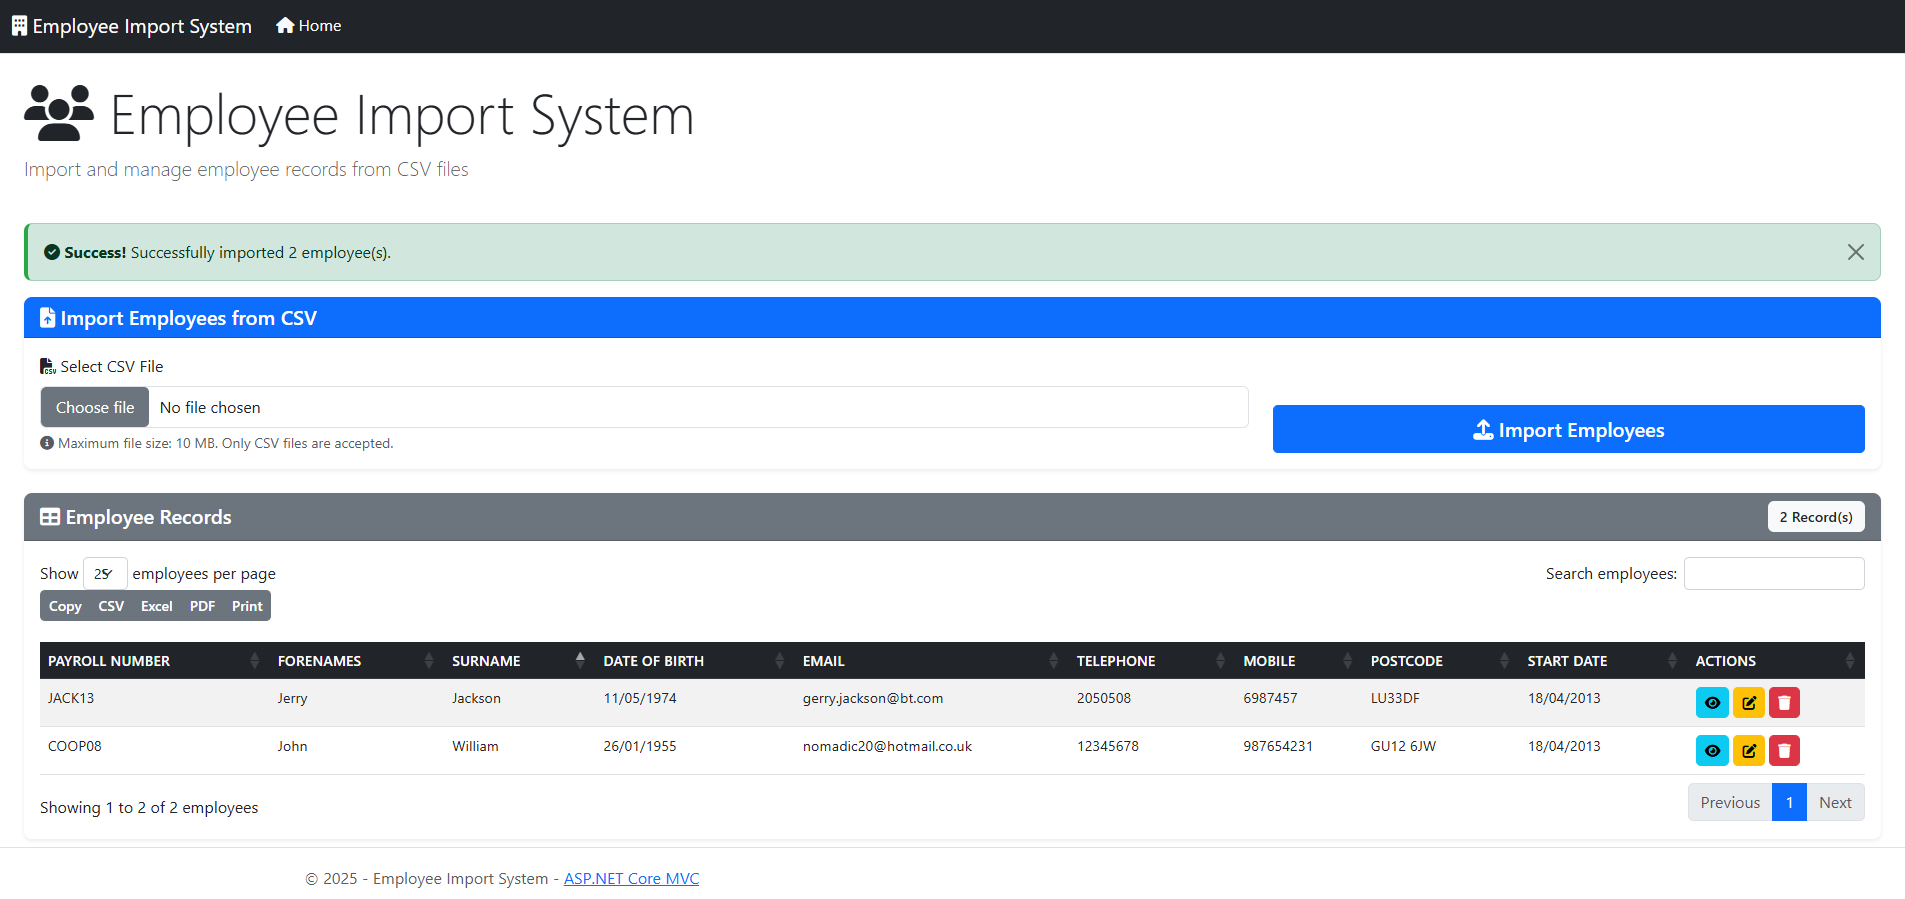 Employee Import System Home
Employee Import System
Import and manage employee records from CSV files
Success! Successfully imported 2 employee(s).
Import Employees from CSV
Select CSV File
Choose file No file chosen
Maximum file size: 10 MB. Only CSV files are accepted.
Import Employees
Employee Records 2 Record(s)
Show 25 employees per page Search employees:
Copy CSV Excel PDF Print
PAYROLL NUMBER FORENAMES SURNAME DATE OF BIRTH EMAIL TELEPHONE MOBILE POSTCODE START DATE ACTIONS
JACK13 Jerry Jackson 11/05/1974 gerry.jackson@bt.com 2050508 6987457 LU33DF 18/04/2013
COOP08 John William 26/01/1955 nomadic20@hotmail.co.uk 12345678 987654231 GU12 6JW 18/04/2013
Showing 1 to 2 of 2 employees Previous 1 Next
© 2025 - Employee Import System - ASP.NET Core MVC